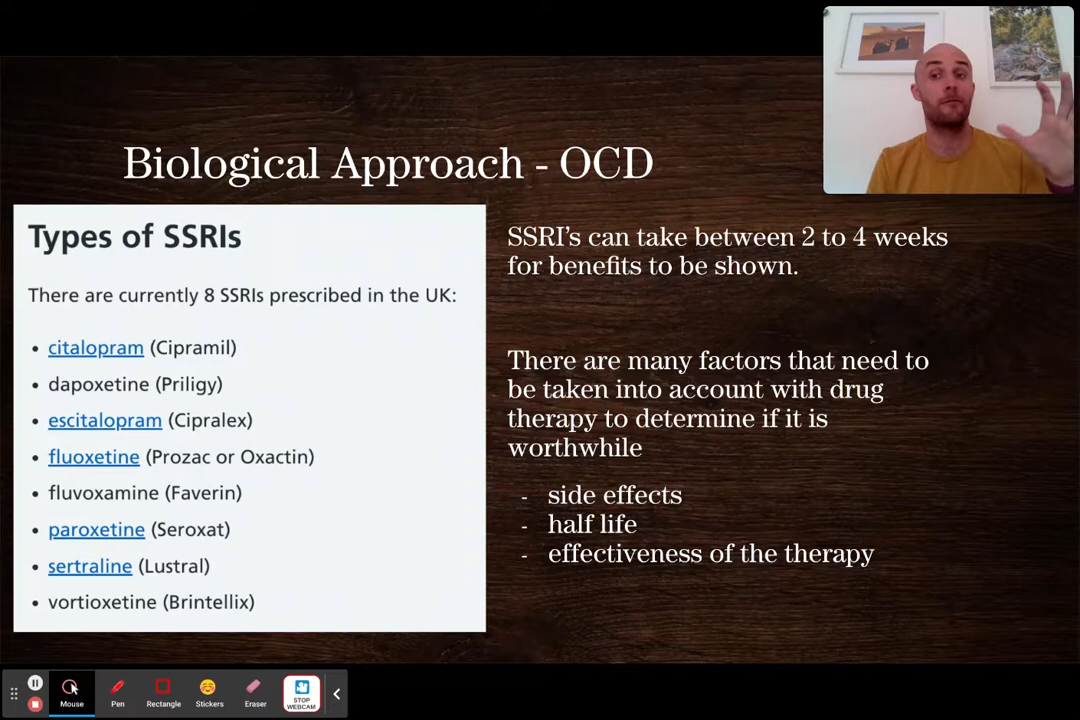 Biological Approach - OCD
Types of SSRIs
There are currently 8 SSRIs prescribed in the UK:
• citalopram (Cipramil)
• dapoxetine (Priligy)
• escitalopram (Cipralex)
• fluoxetine (Prozac or Oxactin)
• fluvoxamine (Faverin)
• paroxetine (Seroxat)
• sertraline (Lustral)
• vortioxetine (Brintellix)
SSRI's can take between 2 to 4 weeks
for benefits to be shown.
There are many factors that need to
be taken into account with drug
therapy to determine if it is
worthwhile
- side effects
- half life
- effectiveness of the therapy
Mouse
Pen
Rectangle
Stickers
Eraser
STOP
WEBCAM